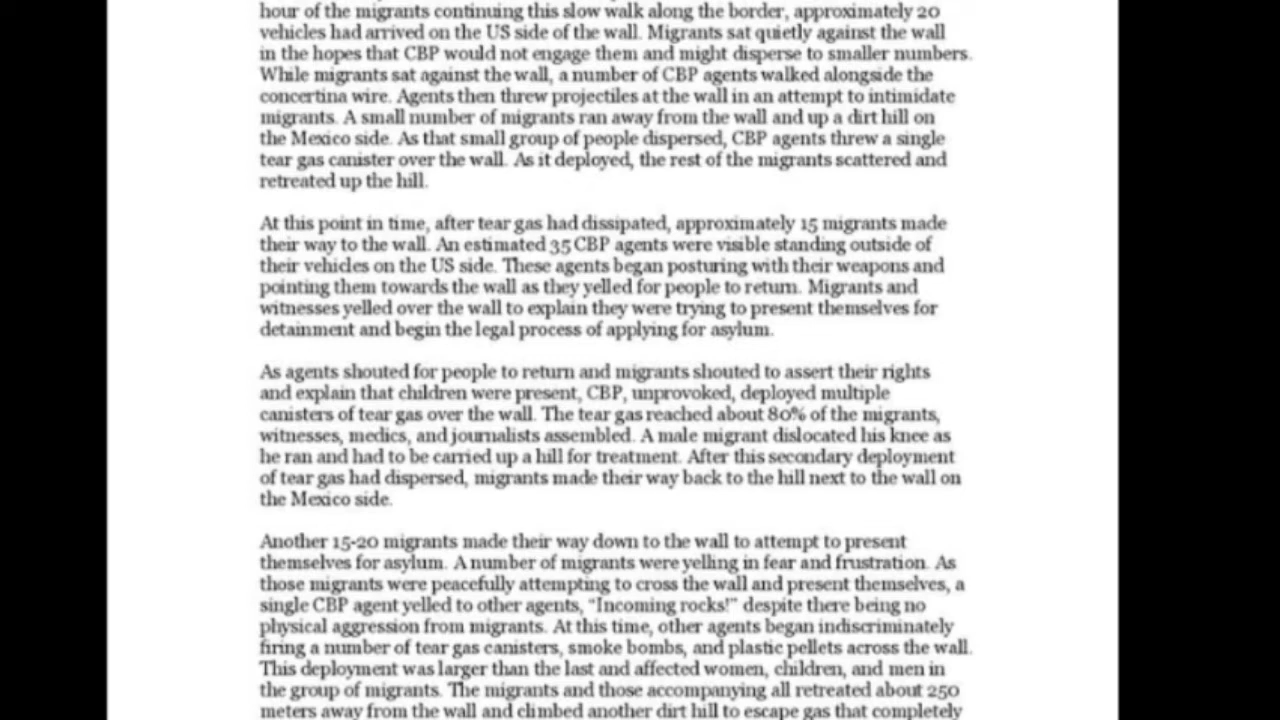 hour of the migrants continuing this slow walk along the border, approximately 20
vehicles had arrived on the US side of the wall. Migrants sat quietly against the wall
in the hopes that CBP would not engage them and might disperse to smaller numbers.
While migrants sat against the wall, a number of CBP agents walked alongside the
concertina wire. Agents then threw projectiles at the wall in an attempt to intimidate
migrants. A small number of migrants ran away from the wall and up a dirt hill on
the Mexico side. As that small group of people dispersed, CBP agents threw a single
tear gas canister over the wall. As it deployed, the rest of the migrants scattered and
retreated up the hill.
At this point in time, after tear gas had dissipated, approximately 15 migrants made
their way to the wall. An estimated 35 CBP agents were visible standing outside of
their vehicles on the US side. These agents began posturing with their weapons and
pointing them towards the wall as they yelled for people to return. Migrants and
witnesses yelled over the wall to explain they were trying to present themselves for
detainment and begin the legal process of applying for asylum.
As agents shouted for people to return and migrants shouted to assert their rights
and explain that children were present, CBP, unprovoked, deployed multiple
canisters of tear gas over the wall. The tear gas reached about 80% of the migrants,
witnesses, medics, and journalists assembled. A male migrant dislocated his knee as
he ran and had to be carried up a hill for treatment. After this secondary deployment
of tear gas had dispersed, migrants made their way back to the hill next to the wall on
the Mexico side.
Another 15-20 migrants made their way down to the wall to attempt to present
themselves for asylum. A number of migrants were yelling in fear and frustration. As
those migrants were peacefully attempting to cross the wall and present themselves, a
single CBP agent yelled to other agents, "Incoming rocks!" despite there being no
physical aggression from migrants. At this time, other agents began indiscriminately
firing a number of tear gas canisters, smoke bombs, and plastic pellets across the wall.
This deployment was larger than the last and affected women, children, and men in
the group of migrants. The migrants and those accompanying all retreated about 250
meters away from the wall and climbed another dirt hill to escape gas that completely